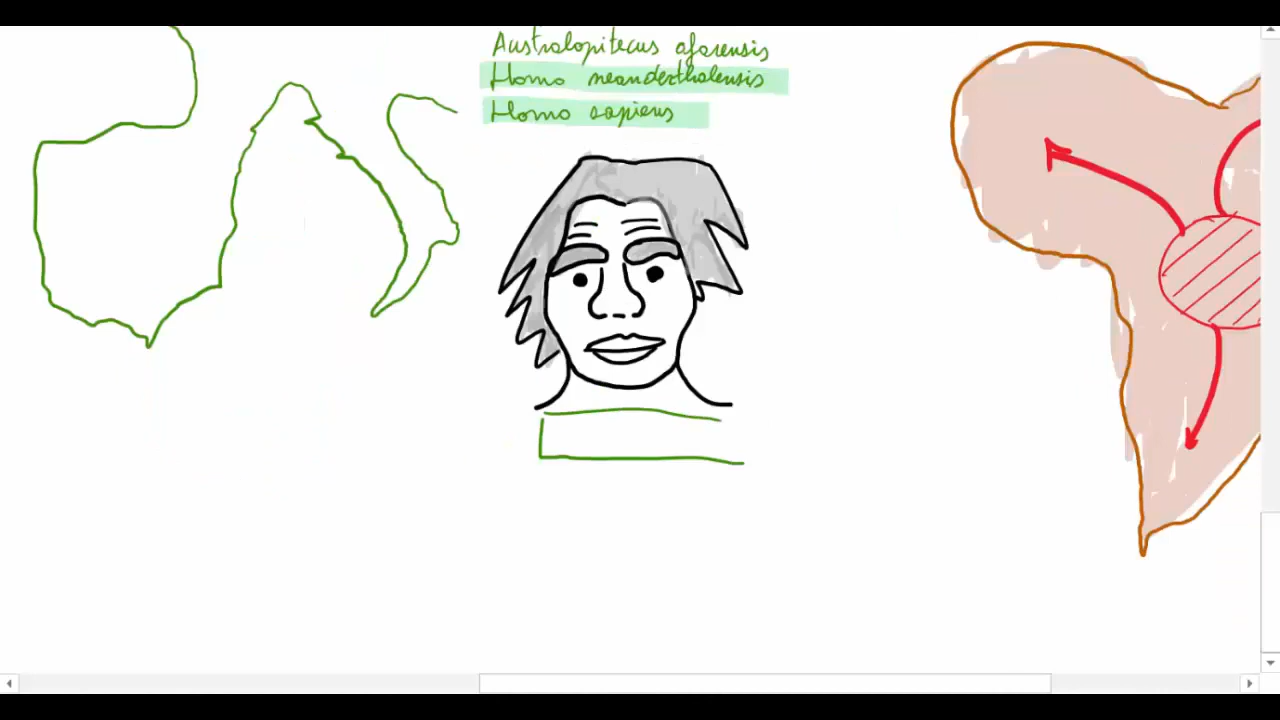 Australopitecus afarensis
Homo neanderthalensis
Homo sapiens